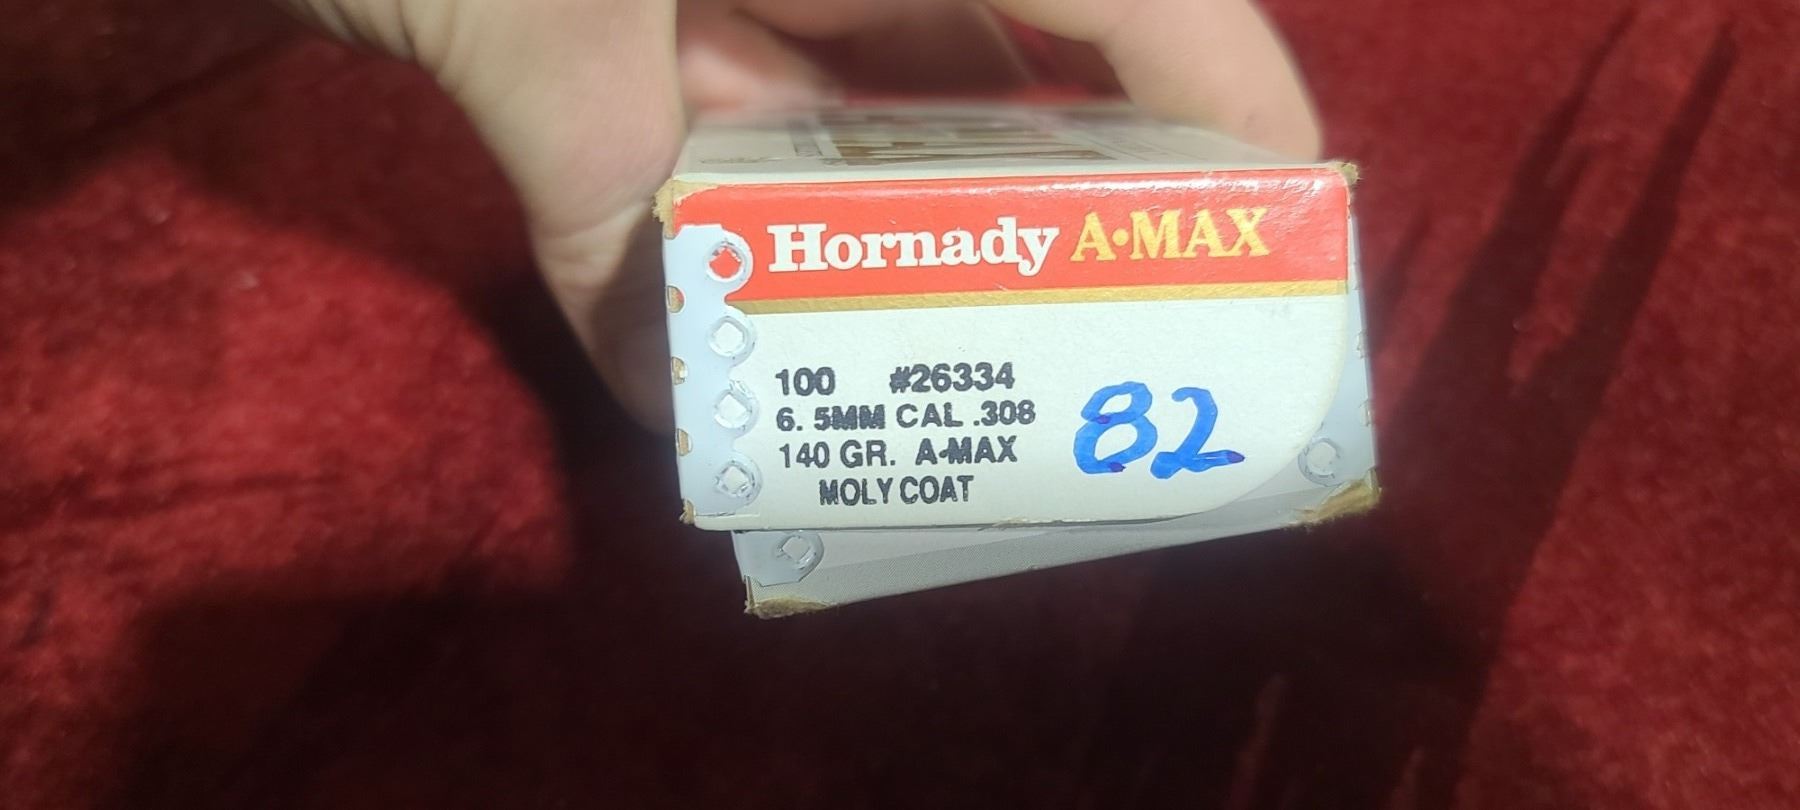 Hornady A•MAX
100 #26334
6. 5MM CAL .308
140 GR. A-MAX
MOLY COAT
82